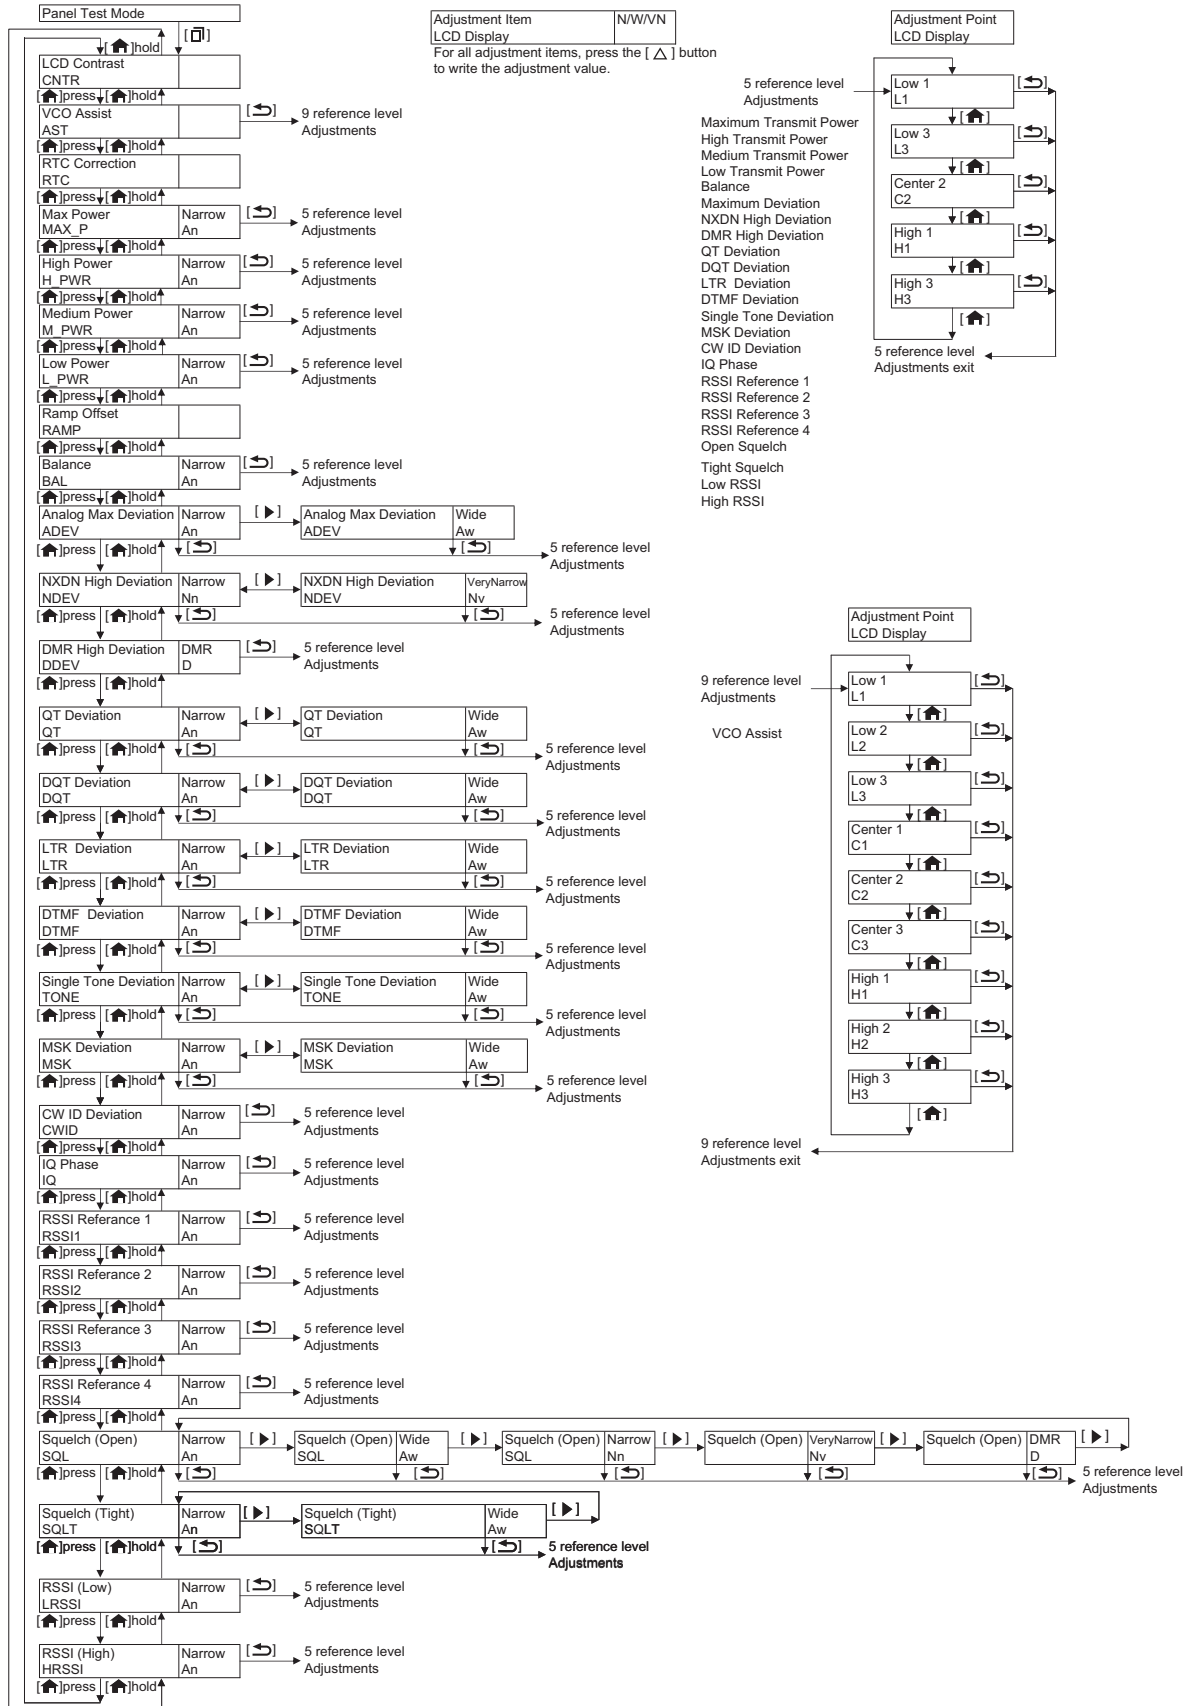 Panel Test Mode
[ ]
[ ]hold
LCD Contrast
CNTR
[ ]press [ ]hold
VCO Assist
AST
[ ]
9 reference level
Adjustments
[ ]press [ ]hold
RTC Correction
RTC
[ ]press [ ]hold
Max Power Narrow
MAX_P An
[ ]
5 reference level
Adjustments
[ ]press [ ]hold
High Power Narrow
H_PWR An
[ ]
5 reference level
Adjustments
[ ]press [ ]hold
Medium Power Narrow
M_PWR An
[ ]
5 reference level
Adjustments
[ ]press [ ]hold
Low Power Narrow
L_PWR An
[ ]
5 reference level
Adjustments
[ ]press [ ]hold
Ramp Offset
RAMP
[ ]press [ ]hold
Balance Narrow
BAL An
[ ]
5 reference level
Adjustments
[ ]press [ ]hold
Analog Max Deviation Narrow [ ▶ ] Analog Max Deviation Wide
ADEV An ADEV Aw
[ ]press [ ]hold [ ] [ ]
5 reference level
Adjustments
NXDN High Deviation Narrow [ ▶ ] NXDN High Deviation VeryNarrow
NDEV Nn NDEV Nv
[ ]press [ ]hold [ ] [ ]
5 reference level
Adjustments
DMR High Deviation DMR
DDEV D
[ ]
5 reference level
Adjustments
[ ]press [ ]hold
QT Deviation Narrow [ ▶ ] QT Deviation Wide
QT An QT Aw
[ ]press [ ]hold [ ] [ ]
5 reference level
Adjustments
DQT Deviation Narrow [ ▶ ] DQT Deviation Wide
DQT An DQT Aw
[ ]press [ ]hold [ ] [ ]
5 reference level
Adjustments
LTR Deviation Narrow [ ▶ ] LTR Deviation Wide
LTR An LTR Aw
[ ]press [ ]hold [ ] [ ]
5 reference level
Adjustments
DTMF Deviation Narrow [ ▶ ] DTMF Deviation Wide
DTMF An DTMF Aw
[ ]press [ ]hold [ ] [ ]
5 reference level
Adjustments
Single Tone Deviation Narrow [ ▶ ] Single Tone Deviation Wide
TONE An TONE Aw
[ ]press [ ]hold [ ] [ ]
5 reference level
Adjustments
MSK Deviation Narrow [ ▶ ] MSK Deviation Wide
MSK An MSK Aw
[ ]press [ ]hold [ ] [ ]
5 reference level
Adjustments
CW ID Deviation Narrow
CWID An
[ ]
5 reference level
Adjustments
[ ]press [ ]hold
IQ Phase Narrow
IQ An
[ ]
5 reference level
Adjustments
[ ]press [ ]hold
RSSI Referance 1 Narrow
RSSI1 An
[ ]
5 reference level
Adjustments
[ ]press [ ]hold
RSSI Referance 2 Narrow
RSSI2 An
[ ]
5 reference level
Adjustments
[ ]press [ ]hold
RSSI Referance 3 Narrow
RSSI3 An
[ ]
5 reference level
Adjustments
[ ]press [ ]hold
RSSI Referance 4 Narrow
RSSI4 An
[ ]
5 reference level
Adjustments
[ ]press [ ]hold
Squelch (Open) Narrow [ ▶ ] Squelch (Open) Wide [ ▶ ] Squelch (Open) Narrow [ ▶ ] Squelch (Open) VeryNarrow [ ▶ ] Squelch (Open) DMR [ ▶ ]
SQL An SQL Aw SQL Nn Nv D
[ ]press [ ]hold [ ] [ ] [ ] [ ] [ ]
5 reference level
Adjustments
Squelch (Tight) Narrow [ ▶ ] Squelch (Tight) Wide [ ▶ ]
SQLT An SQLT Aw
[ ]press [ ]hold [ ] [ ]
5 reference level
Adjustments
RSSI (Low) Narrow
LRSSI An
[ ]
5 reference level
Adjustments
[ ]press [ ]hold
RSSI (High) Narrow
HRSSI An
[ ]
5 reference level
Adjustments
[ ]press [ ]hold
Adjustment Item N/W/VN
LCD Display
For all adjustment items, press the [ △ ] button
to write the adjustment value.
Adjustment Point
LCD Display
5 reference level
Adjustments
Maximum Transmit Power
High Transmit Power
Medium Transmit Power
Low Transmit Power
Balance
Maximum Deviation
NXDN High Deviation
DMR High Deviation
QT Deviation
DQT Deviation
LTR Deviation
DTMF Deviation
Single Tone Deviation
MSK Deviation
CW ID Deviation
IQ Phase
RSSI Reference 1
RSSI Reference 2
RSSI Reference 3
RSSI Reference 4
Open Squelch
Tight Squelch
Low RSSI
High RSSI
Low 1 [ ]
L1
[ ]
Low 3 [ ]
L3
[ ]
Center 2 [ ]
C2
[ ]
High 1 [ ]
H1
[ ]
High 3 [ ]
H3
[ ]
5 reference level
Adjustments exit
Adjustment Point
LCD Display
9 reference level
Adjustments
VCO Assist
Low 1 [ ]
L1
[ ]
Low 2 [ ]
L2
[ ]
Low 3 [ ]
L3
[ ]
Center 1 [ ]
C1
[ ]
Center 2 [ ]
C2
[ ]
Center 3 [ ]
C3
[ ]
High 1 [ ]
H1
[ ]
High 2 [ ]
H2
[ ]
High 3 [ ]
H3
[ ]
9 reference level
Adjustments exit